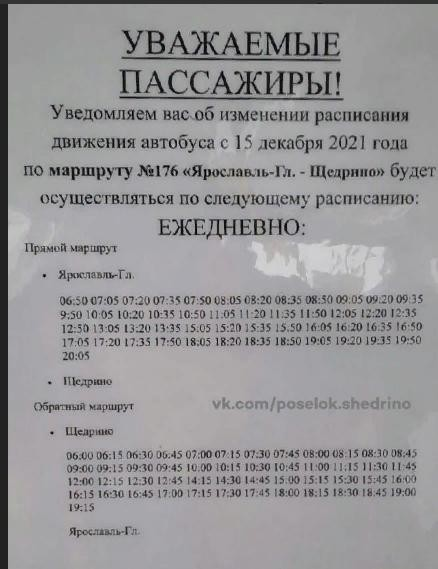 УВАЖАЕМЫЕ
ПАССАЖИРЫ!
Уведомляем вас об изменении расписания
движения автобуса с 15 декабря 2021 года
по маршруту №176 «Ярославль-Гл. - Щедрино» будет
осуществляться по следующему расписанию:
ЕЖЕДНЕВНО:
Прямой маршрут
• Ярославль-Гл.
06:50 07:05 07:20 07:35 07:50 08:05 08:20 08:35 08:50 09:05 09:20 09:35
9:50 10:05 10:20 10:35 10:50 11:05 11:20 11:35 11:50 12:05 12:20 12:35
12:50 13:05 13:20 13:35 15:05 15:20 15:35 15:50 16:05 16:20 16:35 16:50
17:05 17:20 17:35 17:50 18:05 18:20 18:35 18:50 19:05 19:20 19:35 19:50
20:05
• Щедрино
vk.com/poselok.shedrino
Обратный маршрут
• Щедрино
06:00 06:15 06:30 06:45 07:00 07:15 07:30 07:45 08:00 08:15 08:30 08:45
09:00 09:15 09:30 09:45 10:00 10:15 10:30 10:45 11:00 11:15 11:30 11:45
12:00 12:15 12:30 12:45 14:15 14:30 14:45 15:00 15:15 15:30 15:45 16:00
16:15 16:30 16:45 17:00 17:15 17:30 17:45 18:00 18:15 18:30 18:45 19:00
19:15
Ярославль-Гл.